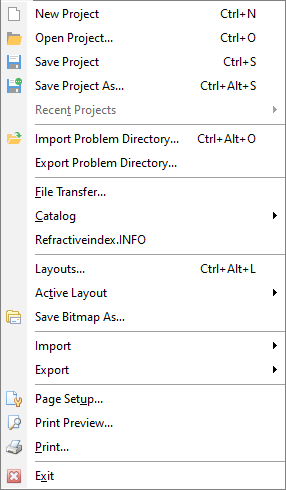 New Project Ctrl+N
Open Project... Ctrl+O
Save Project Ctrl+S
Save Project As... Ctrl+Alt+S
Recent Projects
Import Problem Directory... Ctrl+Alt+O
Export Problem Directory...
File Transfer...
Catalog
Refractiveindex.INFO
Layouts... Ctrl+Alt+L
Active Layout
Save Bitmap As...
Import
Export
Page Setup...
Print Preview...
Print...
Exit